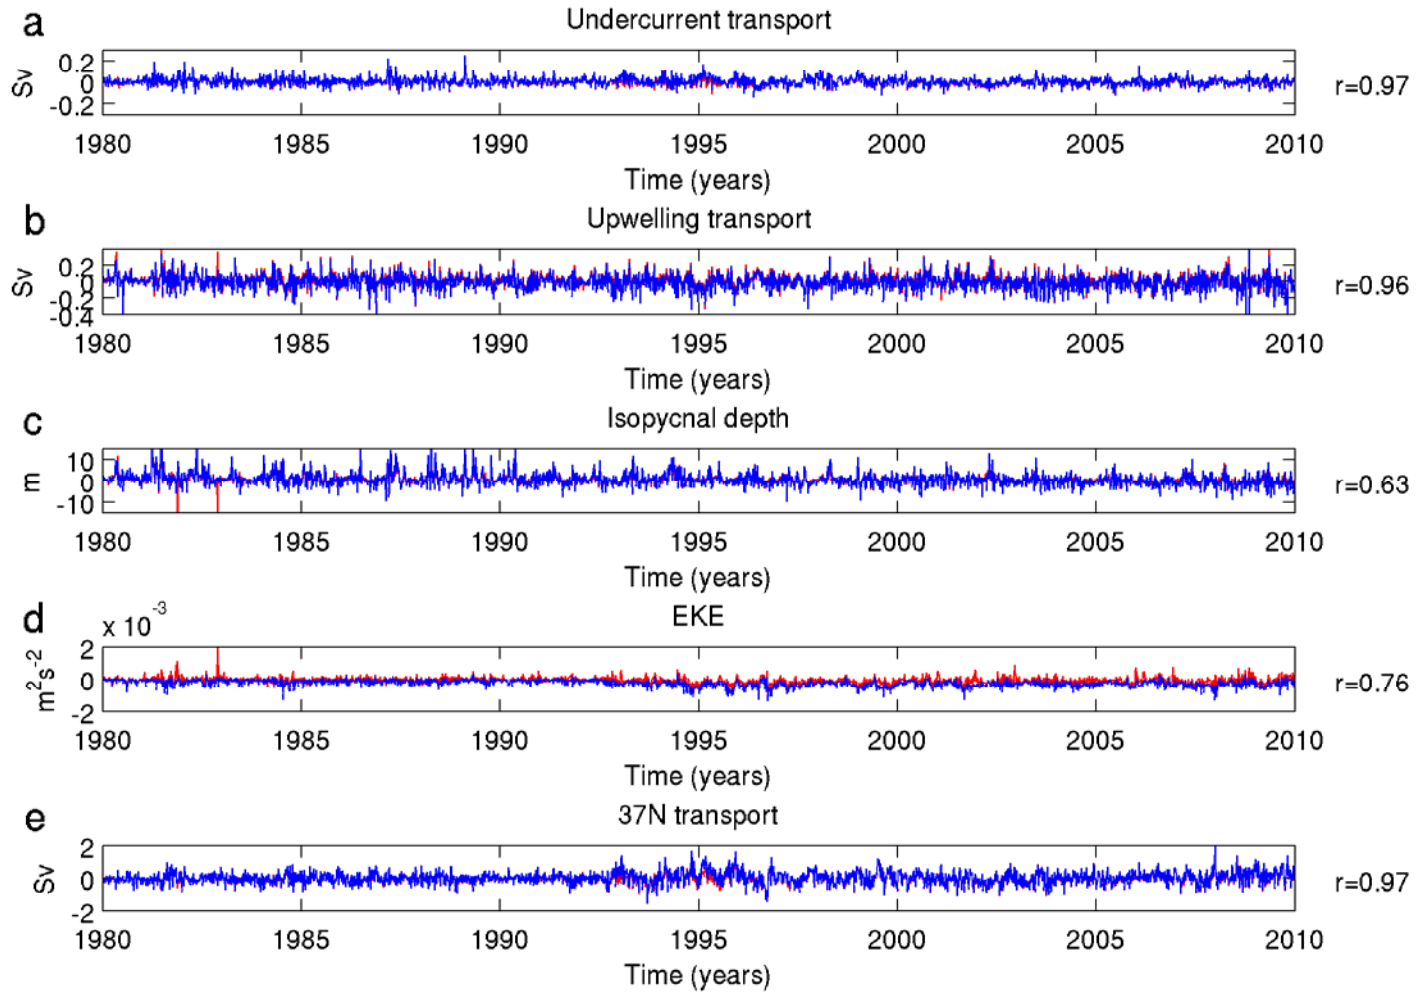 a
Undercurrent transport
Sv
0.2
0
-0.2
1980 1985 1990 1995 2000 2005 2010
Time (years)
r=0.97
b
Upwelling transport
Sv
0.2
0
-0.2
-0.4
1980 1985 1990 1995 2000 2005 2010
Time (years)
r=0.96
c
Isopycnal depth
m
10
0
-10
1980 1985 1990 1995 2000 2005 2010
Time (years)
r=0.63
d
x 10⁻³
EKE
m²s⁻²
2
0
-2
1980 1985 1990 1995 2000 2005 2010
Time (years)
r=0.76
e
37N transport
Sv
2
0
-2
1980 1985 1990 1995 2000 2005 2010
Time (years)
r=0.97